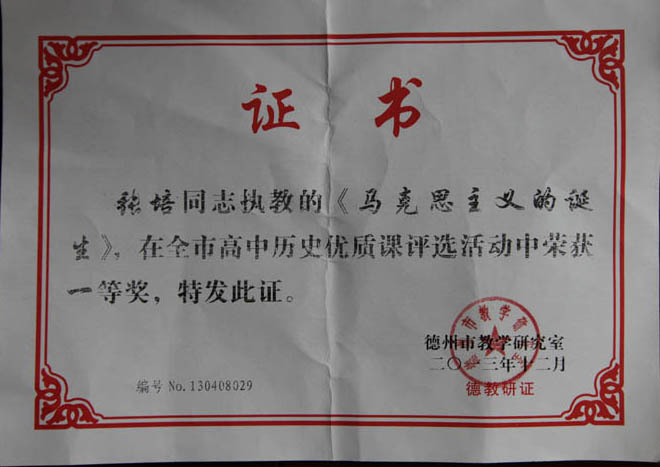 证 书
张培同志执教的《马克思主义的诞
生》，在全市高中历史优质课评选活动中荣获
一等奖，特发此证。
德州市教学研究室
二〇一三年十二月
德教研证
编号 No. 130408029